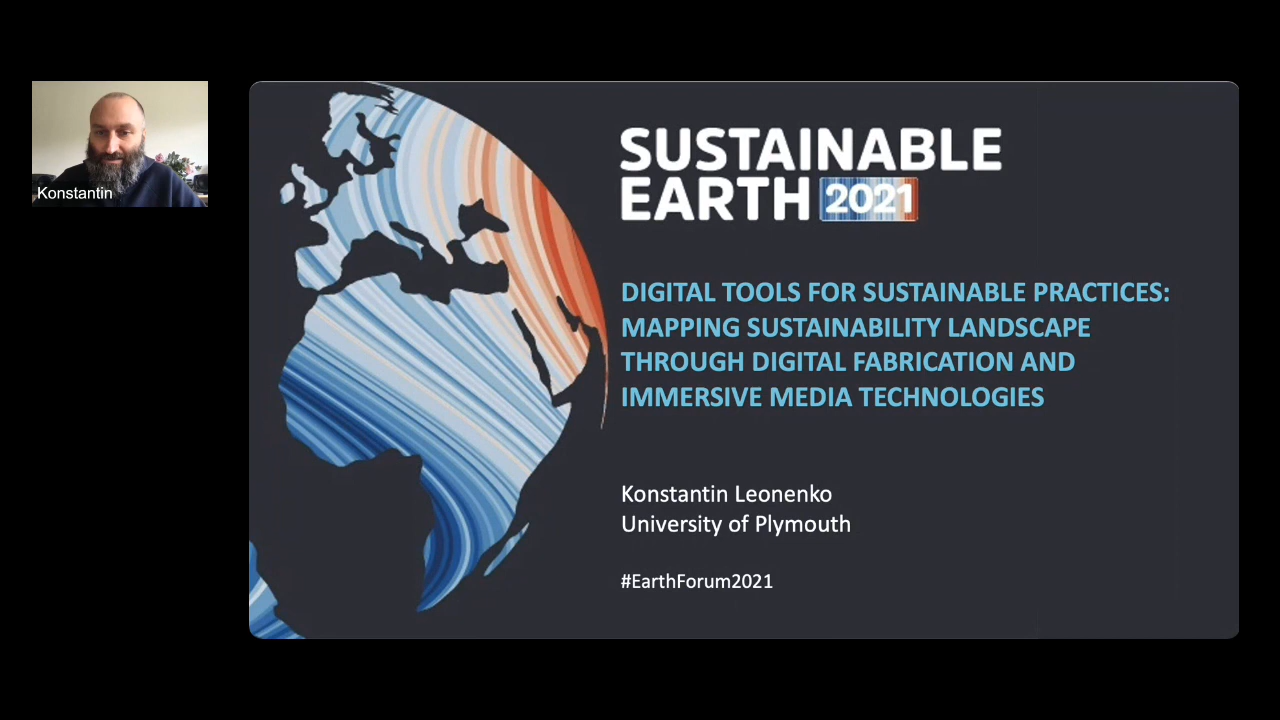 Konstantin
SUSTAINABLE
EARTH 2021
DIGITAL TOOLS FOR SUSTAINABLE PRACTICES:
MAPPING SUSTAINABILITY LANDSCAPE
THROUGH DIGITAL FABRICATION AND
IMMERSIVE MEDIA TECHNOLOGIES
Konstantin Leonenko
University of Plymouth
#EarthForum2021